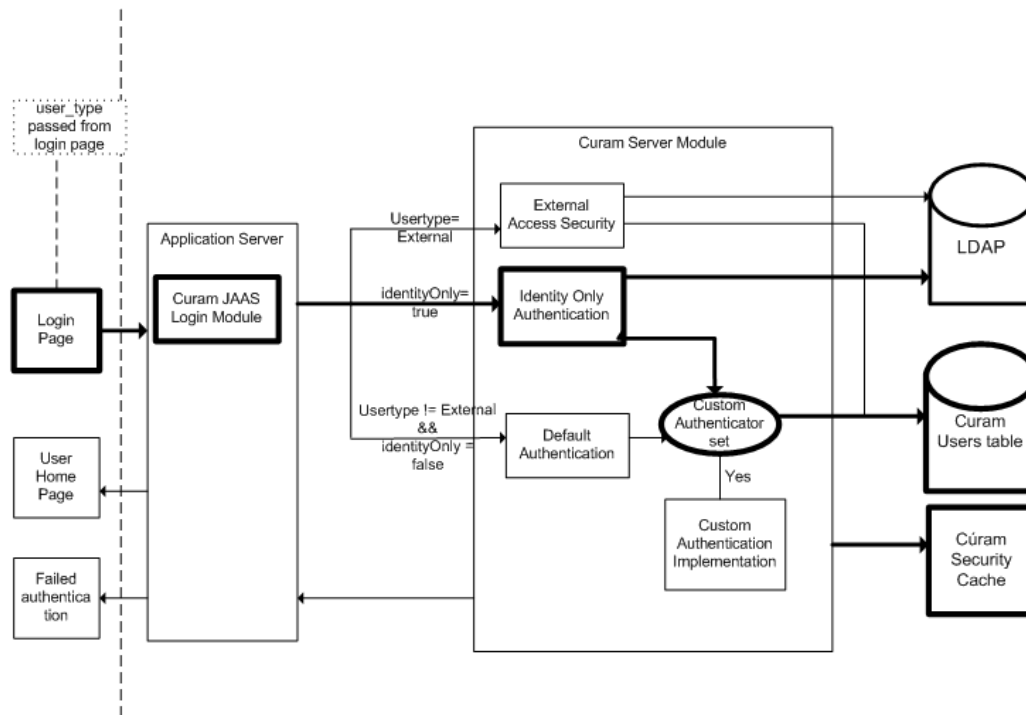 user_type
passed from
login page
Login
Page
User
Home
Page
Failed
authentica
tion
Application Server
Curam JAAS
Login Module
Usertype=
External
identityOnly=
true
Usertype != External
&&
identityOnly =
false
Curam Server Module
External
Access Security
Identity Only
Authentication
Default
Authentication
Custom
Authenticator
set
Yes
Custom
Authentication
Implementation
LDAP
Curam
Users table
Cúram
Security
Cache